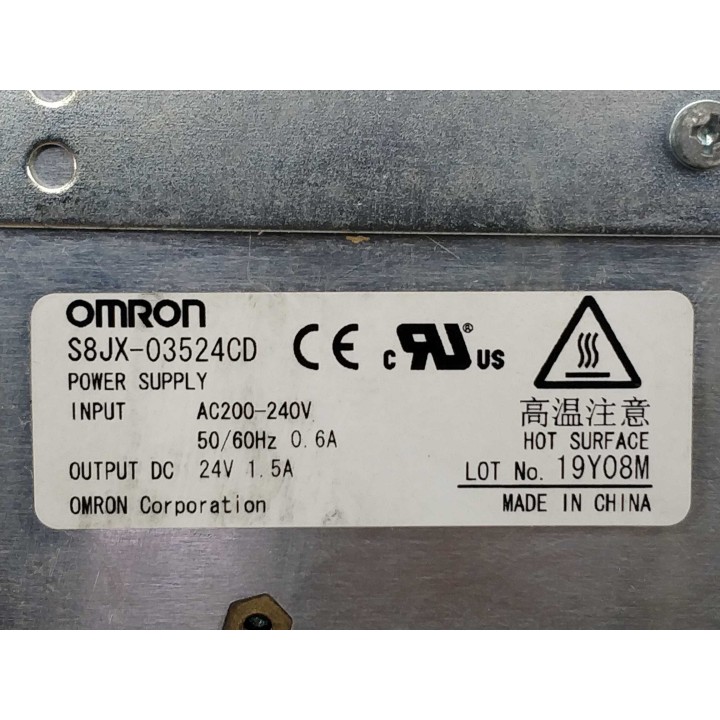 OMRON
S8JX-03524CD
POWER SUPPLY
INPUT AC200-240V
50/60Hz 0.6A
OUTPUT DC 24V 1.5A
OMRON Corporation
CE
c RU ® US
高温注意
HOT SURFACE
LOT No. 19Y08M
MADE IN CHINA